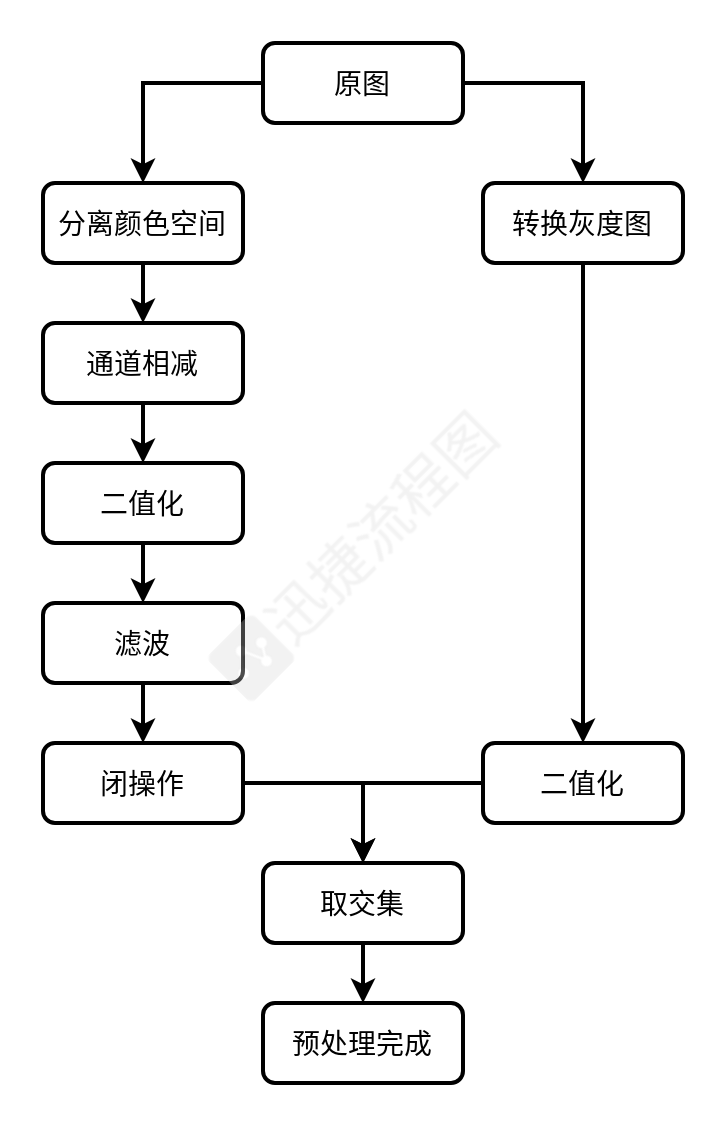 原图
分离颜色空间
转换灰度图
通道相减
二值化
滤波
闭操作
二值化
取交集
预处理完成
迅捷流程图